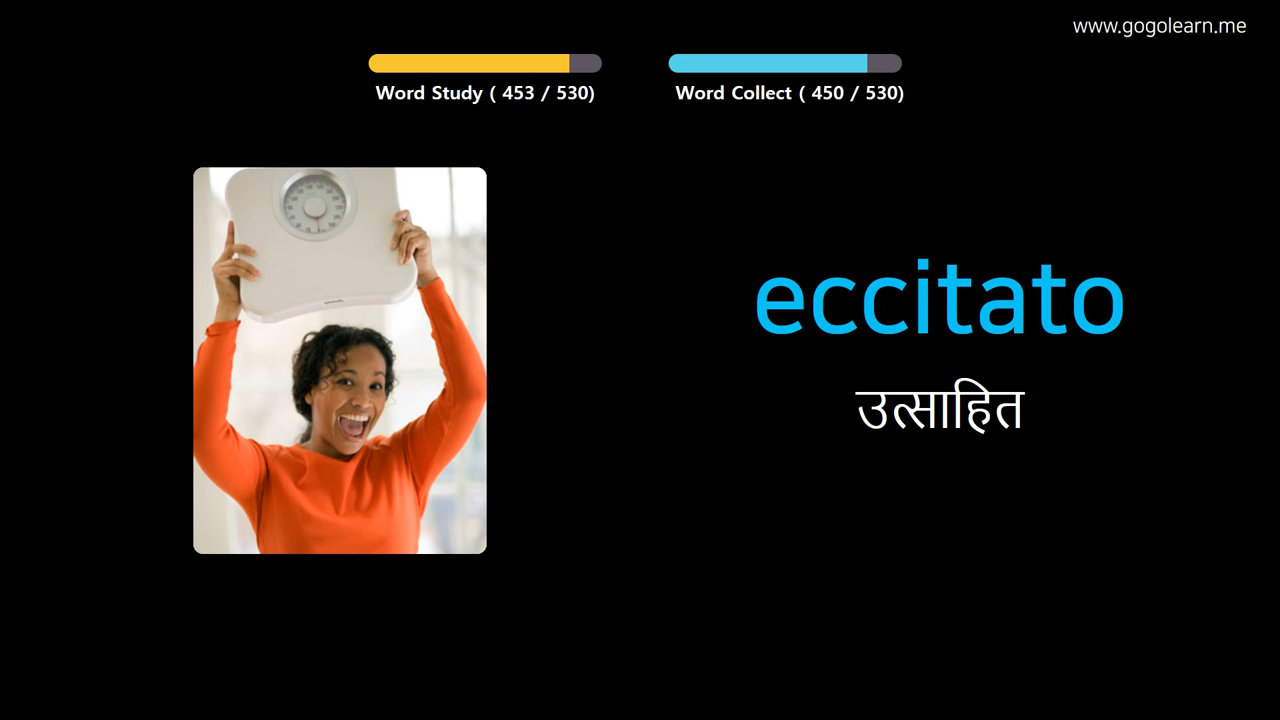 www.gogolearn.me
Word Study ( 453 / 530)
Word Collect ( 450 / 530)
eccitato
उत्साहित